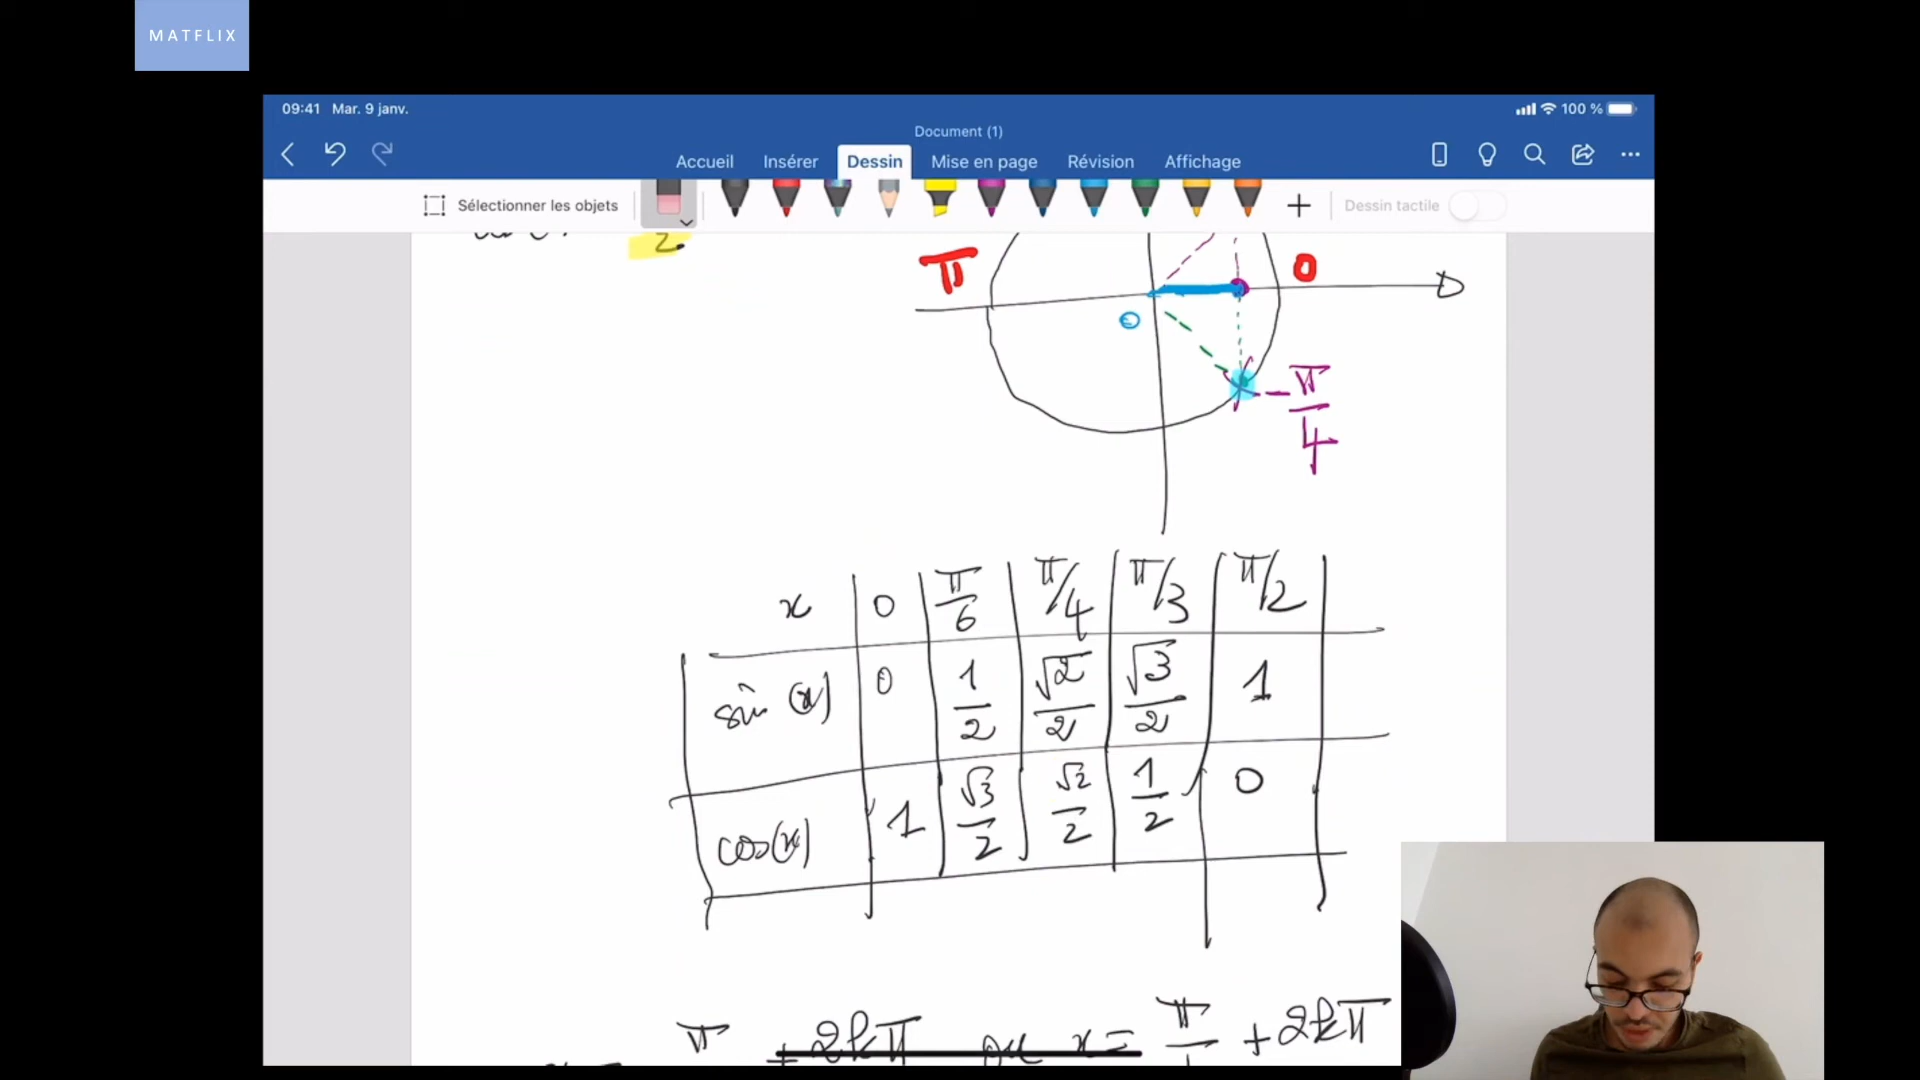 MATFLIX
09:41 Mar. 9 janv.
100 %
Document (1)
Accueil Insérer Dessin Mise en page Révision Affichage
Sélectionner les objets
Dessin tactile
2
π 0
0
-π/4
x 0 π/6 π/4 π/3 π/2
sin (x) 0 1/2 √2/2 √3/2 1
cos(x) 1 √3/2 √2/2 1/2 0
π + 2kπ ou x = π + 2kπ